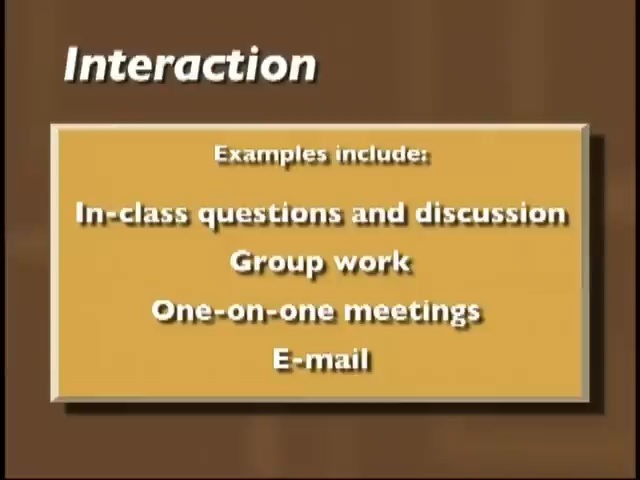 Interaction
Examples include:
In-class questions and discussion
Group work
One-on-one meetings
E-mail